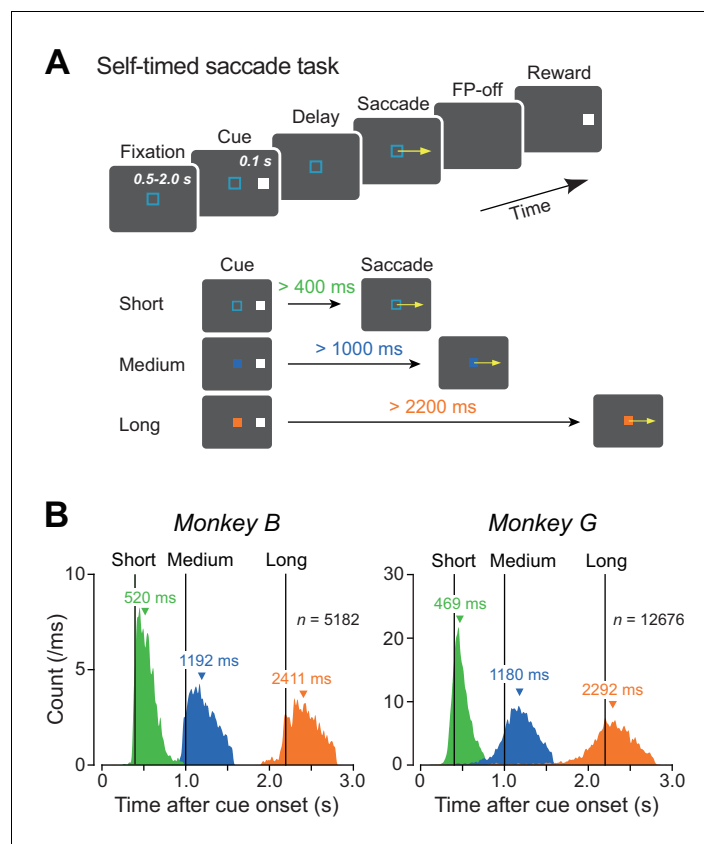 A Self-timed saccade task
Fixation
Cue
Delay
Saccade
FP-off
Reward
0.5-2.0 s
0.1 s
Time
Cue
Saccade
Short
> 400 ms
Medium
> 1000 ms
Long
> 2200 ms
B
Monkey B
Short
Medium
Long
10
5
0
Count (/ms)
520 ms
1192 ms
2411 ms
n = 5182
0
1.0
2.0
3.0
Time after cue onset (s)
Monkey G
Short
Medium
Long
30
20
10
0
469 ms
1180 ms
2292 ms
n = 12676
0
1.0
2.0
3.0
Time after cue onset (s)